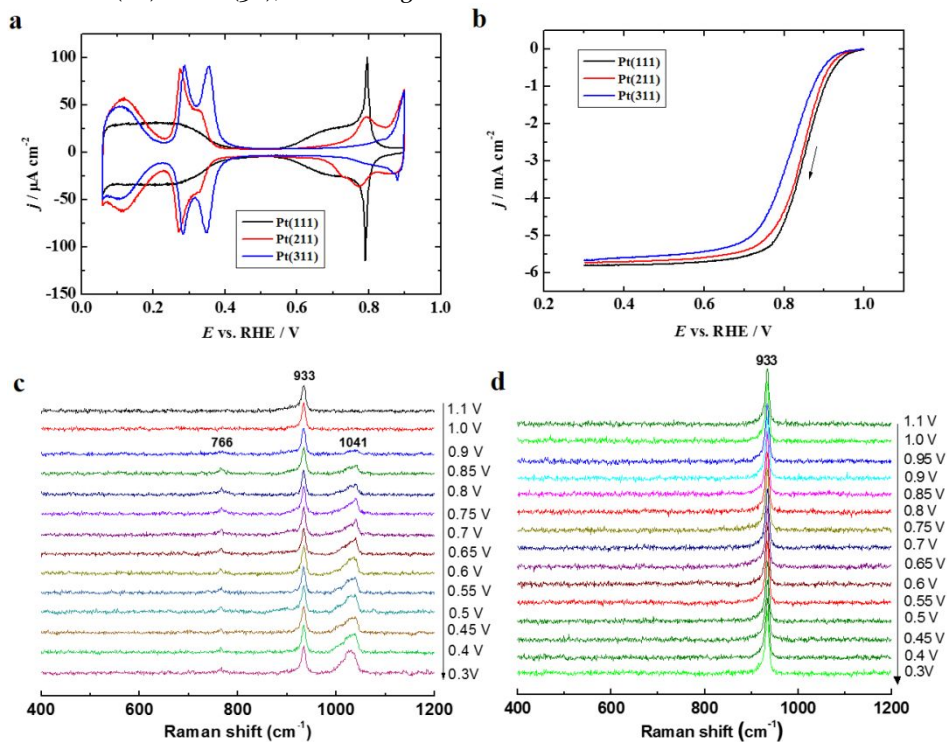 a
100
50
0
-50
-100
-150
j / μA cm⁻²
Pt(111)
Pt(211)
Pt(311)
0.0 0.2 0.4 0.6 0.8 1.0
E vs. RHE / V
b
0
-1
-2
-3
-4
-5
-6
j / mA cm⁻²
Pt(111)
Pt(211)
Pt(311)
0.2 0.4 0.6 0.8 1.0
E vs. RHE / V
c
933
766
1041
1.1 V
1.0 V
0.9 V
0.85 V
0.8 V
0.75 V
0.7 V
0.65 V
0.6 V
0.55 V
0.5 V
0.45 V
0.4 V
0.3V
400 600 800 1000 1200
Raman shift (cm⁻¹)
d
933
1.1 V
1.0 V
0.95 V
0.9 V
0.85 V
0.8 V
0.75 V
0.7 V
0.65 V
0.6 V
0.55 V
0.5 V
0.45 V
0.4 V
0.3V
400 600 800 1000 1200
Raman shift (cm⁻¹)